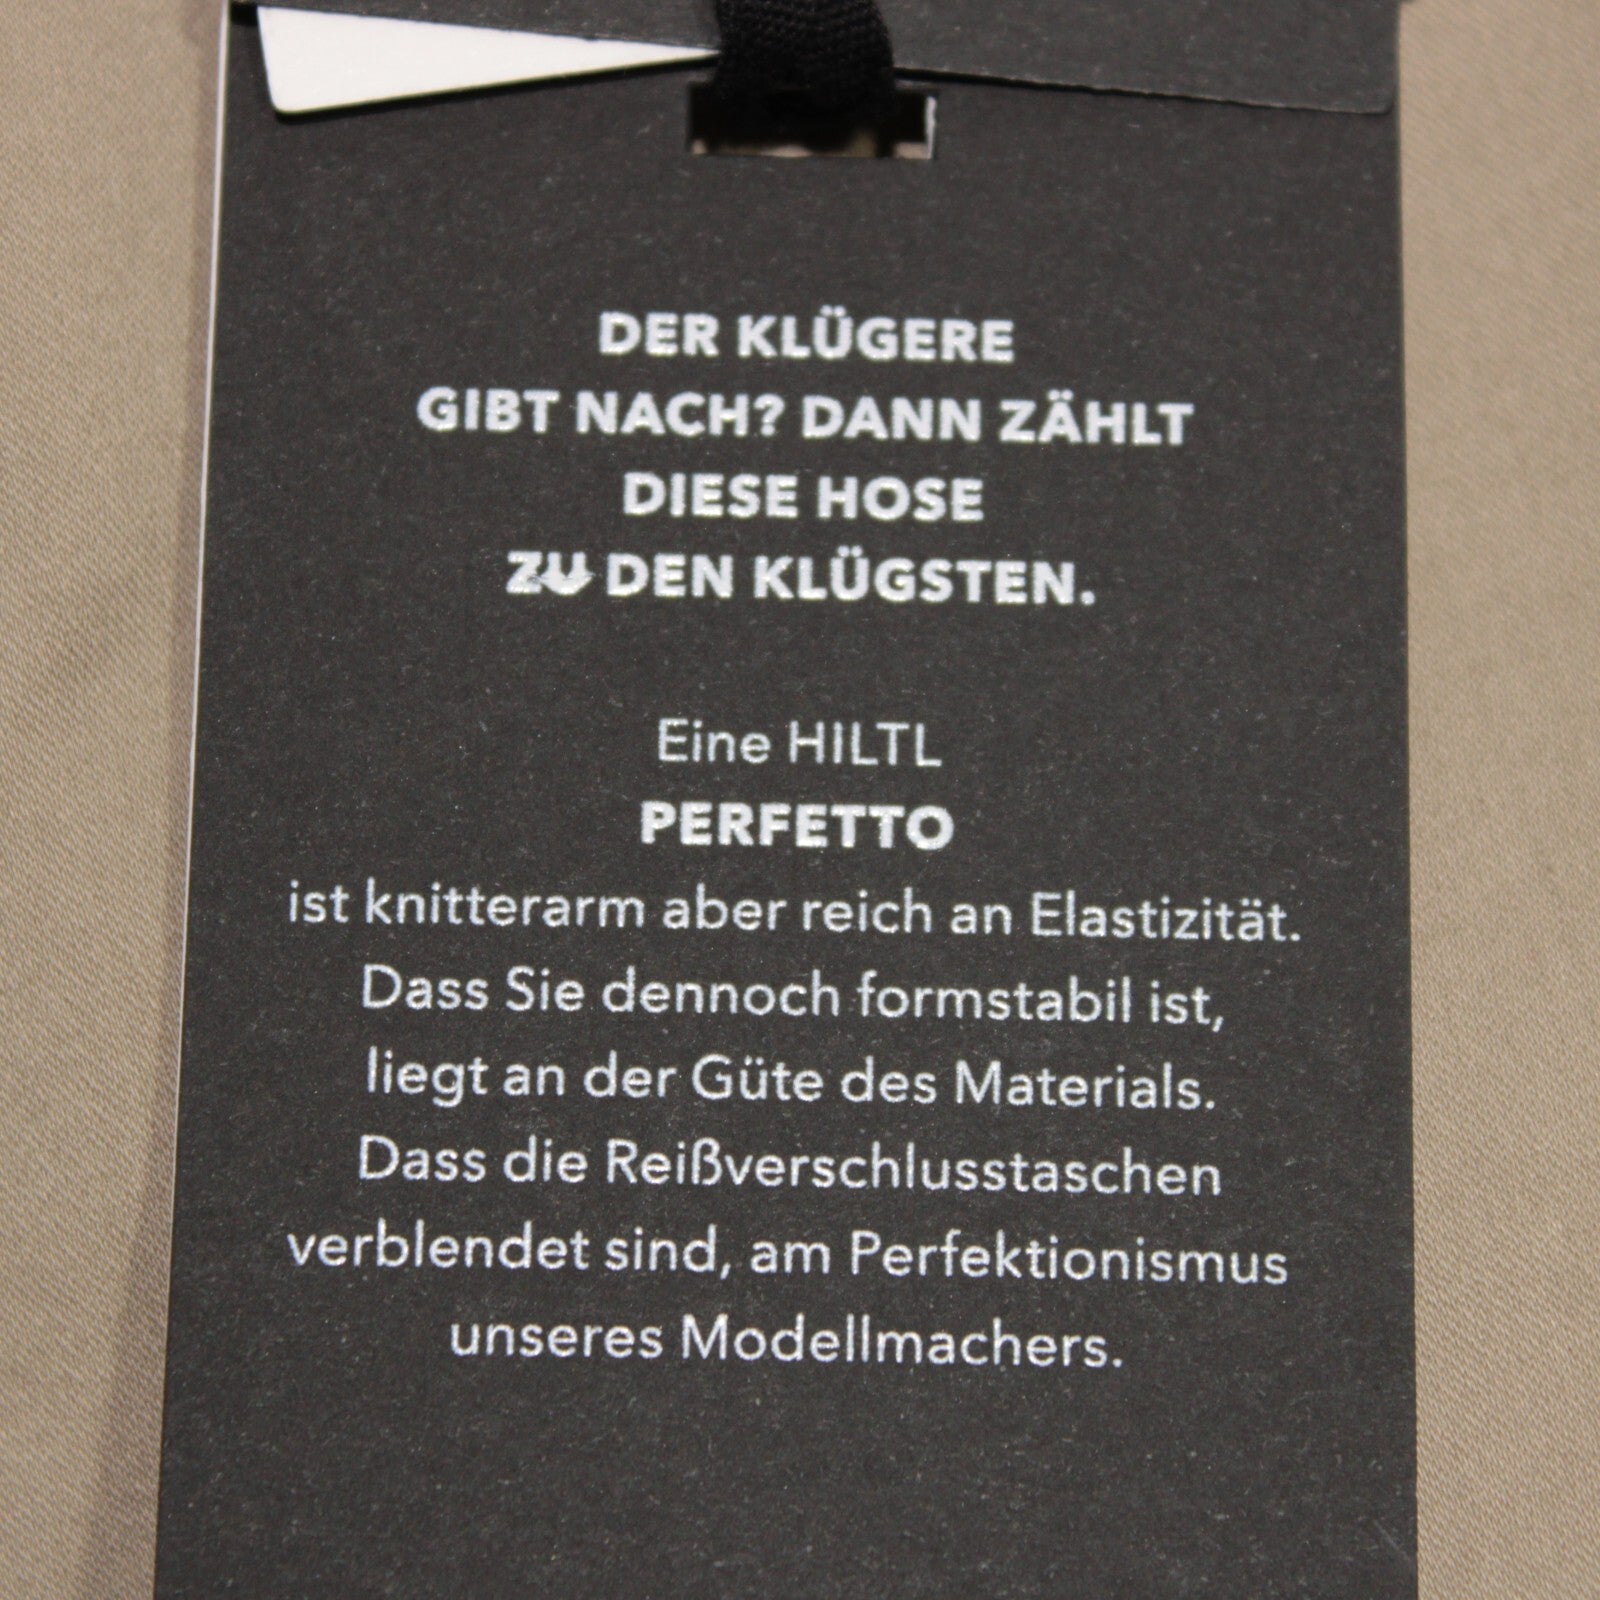 DER KLÜGERE
GIBT NACH? DANN ZÄHLT
DIESE HOSE
ZU DEN KLÜGSTEN.
Eine HILTL
PERFETTO
ist knitterarm aber reich an Elastizität.
Dass Sie dennoch formstabil ist,
liegt an der Güte des Materials.
Dass die Reißverschlusstaschen
verblendet sind, am Perfektionismus
unseres Modellmachers.